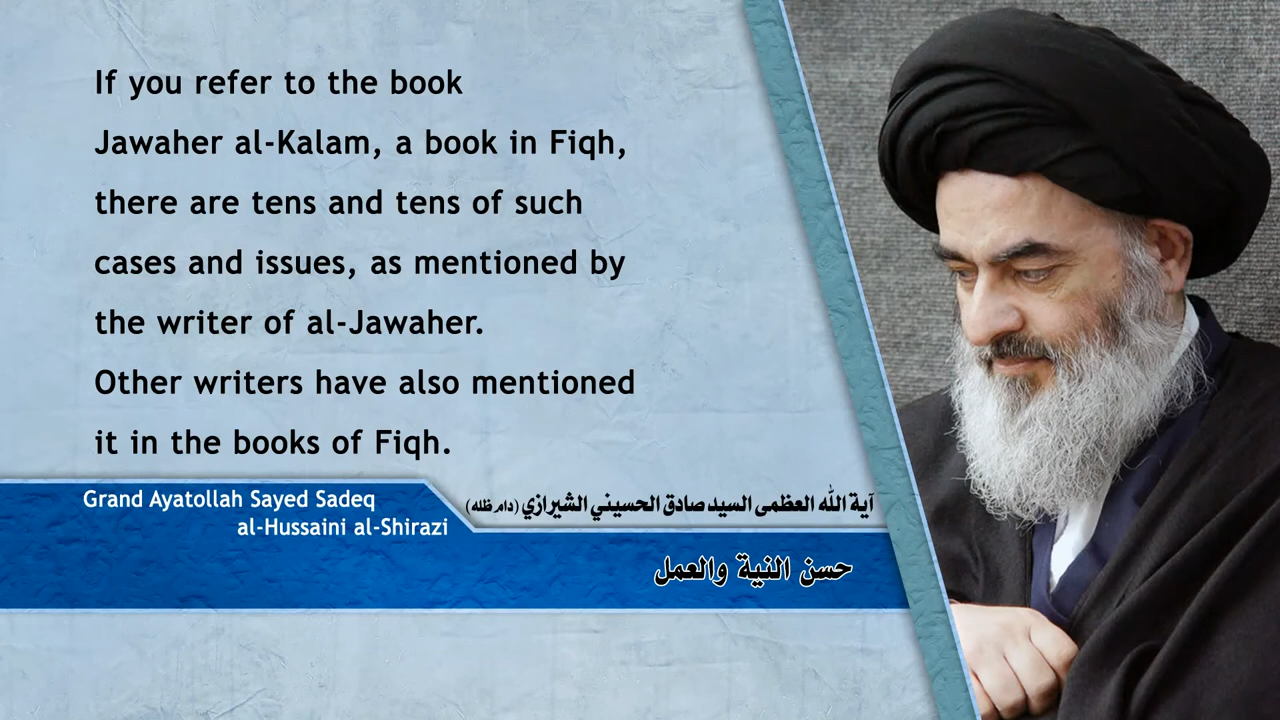 If you refer to the book
Jawaher al-Kalam, a book in Fiqh,
there are tens and tens of such
cases and issues, as mentioned by
the writer of al-Jawaher.
Other writers have also mentioned
it in the books of Fiqh.
Grand Ayatollah Sayed Sadeq
al-Hussaini al-Shirazi
آية الله العظمى السيد صادق الحسيني الشيرازي (دام ظله)
حسن النية والعمل